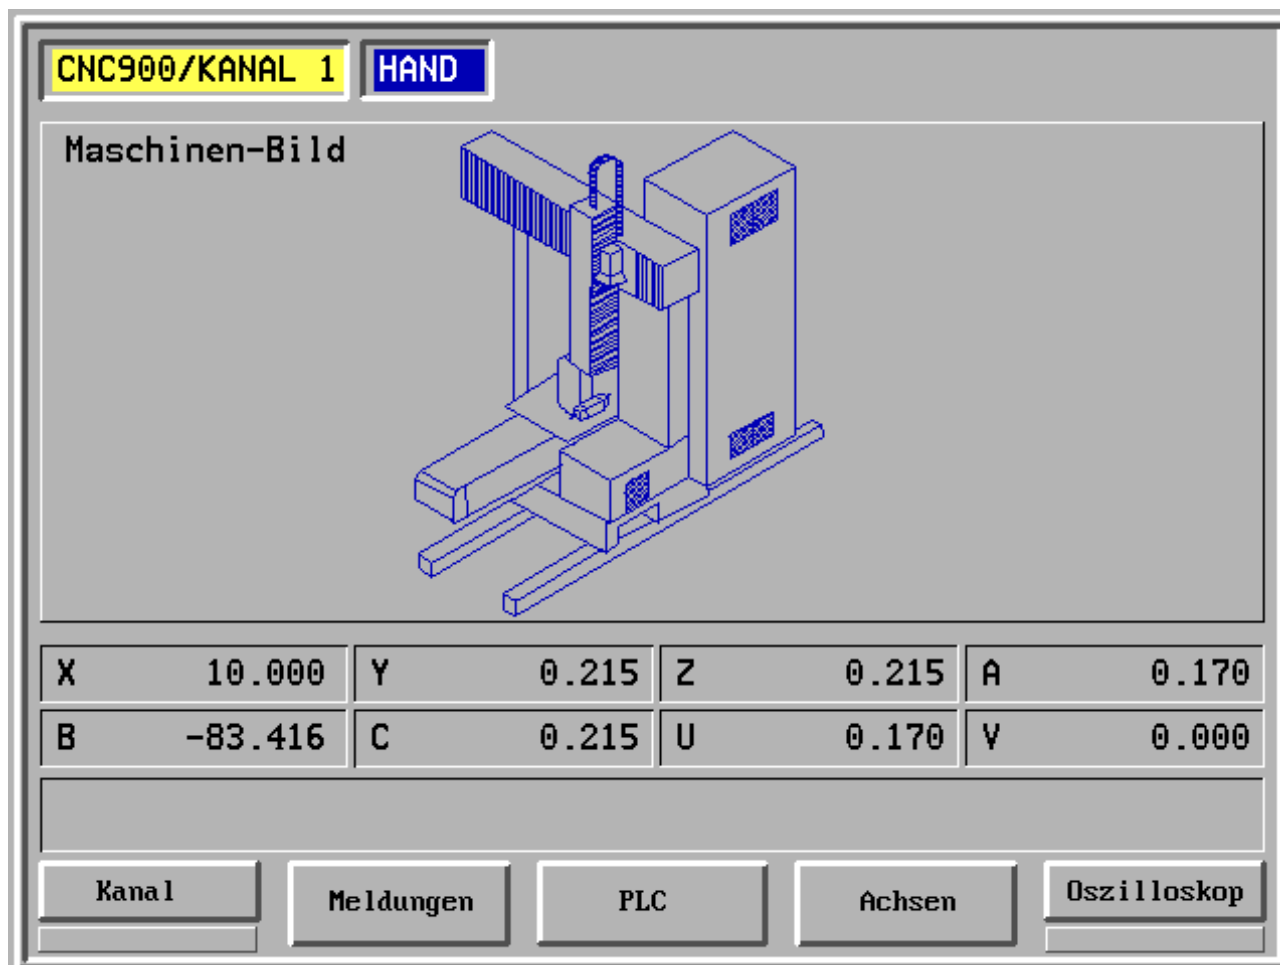 CNC900/KANAL 1 HAND
Maschinen-Bild
X 10.000 Y 0.215 Z 0.215 A 0.170
B -83.416 C 0.215 U 0.170 V 0.000
Kanal Meldungen PLC Achsen Oszilloskop